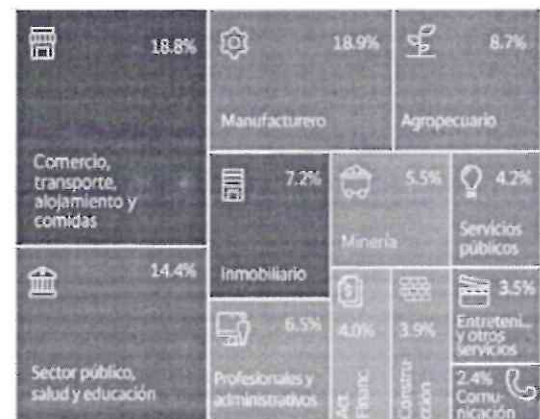 18.8%
Comercio,
transporte,
alojamiento y
comidas
18.9%
Manufacturero
8.7%
Agropecuario
14.4%
Sector público,
salud y educación
7.2%
Inmobiliario
5.5%
Minería
4.2%
Servicios
públicos
6.5%
Profesionales y
administrativos
4.0%
Act.
Financ.
3.9%
Constru-
cción
3.5%
Entreteni...
y otros
servicios
2.4%
Comu-
nicación